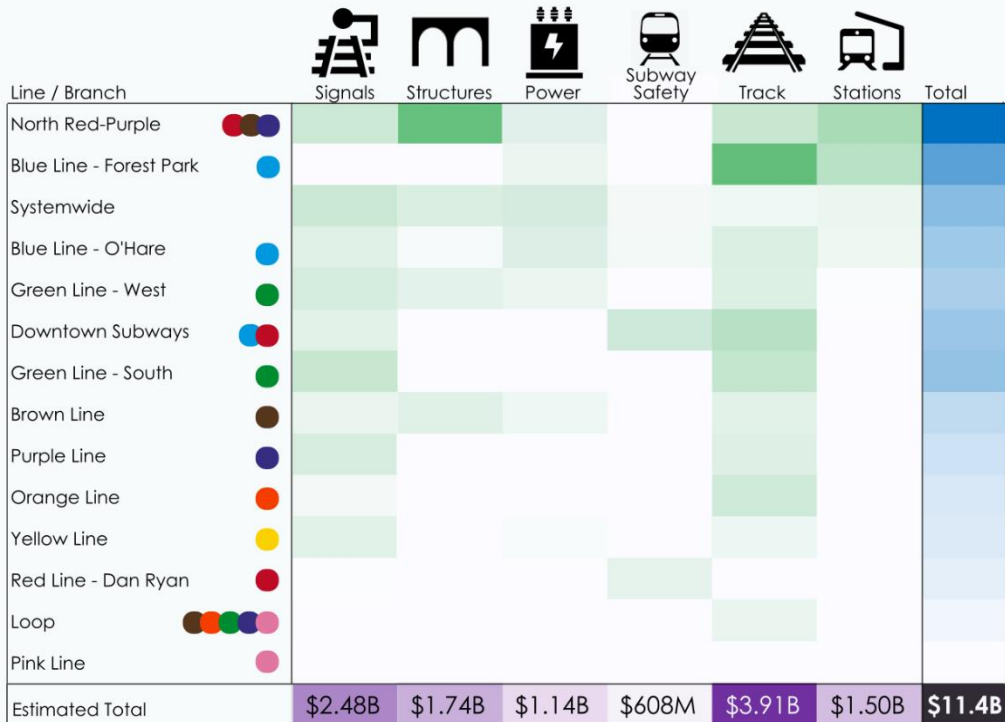 Line / Branch Signals Structures Power Subway Safety Track Stations Total
North Red-Purple
Blue Line - Forest Park
Systemwide
Blue Line - O'Hare
Green Line - West
Downtown Subways
Green Line - South
Brown Line
Purple Line
Orange Line
Yellow Line
Red Line - Dan Ryan
Loop
Pink Line
Estimated Total $2.48B $1.74B $1.14B $608M $3.91B $1.50B $11.4B